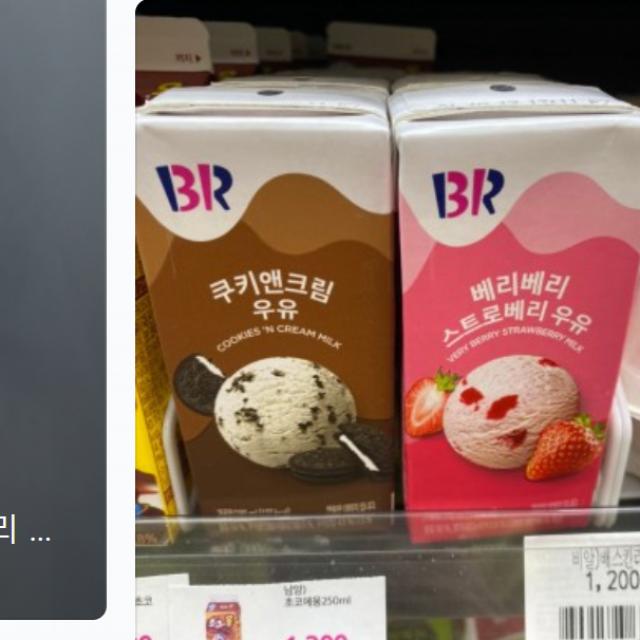 BR
쿠키앤크림
우유
COOKIES 'N CREAM MILK
BR
베리베리
스트로베리 우유
VERY BERRY STRAWBERRY MILK
리 ...
남양)
초코에몽250ml
1,200